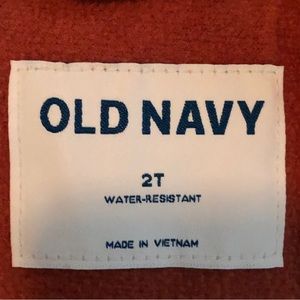 OLD NAVY
2T
WATER-RESISTANT
MADE IN VIETNAM